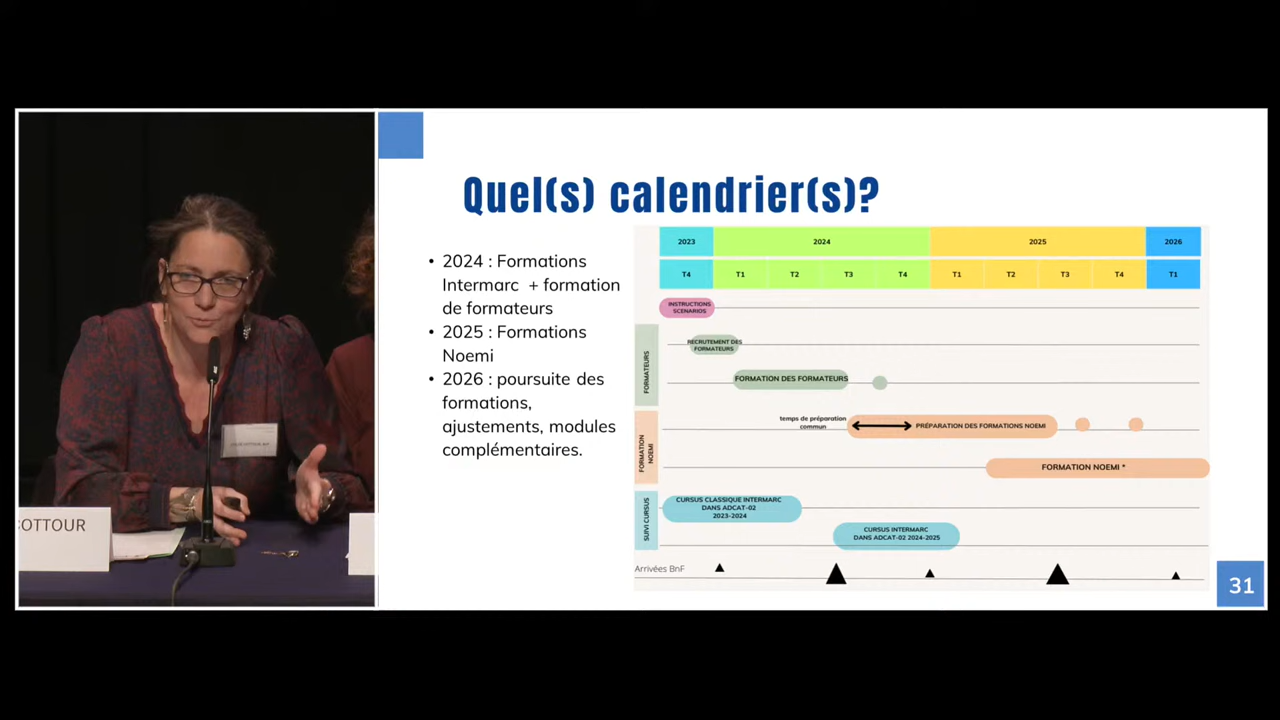 Quel(s) calendrier(s)?
• 2024 : Formations
Intermarc + formation
de formateurs
• 2025 : Formations
Noemi
• 2026 : poursuite des
formations,
ajustements, modules
complémentaires.
2023 2024 2025 2026
T4 T1 T2 T3 T4 T1 T2 T3 T4 T1
INSTRUCTIONS
SCENARIOS
FORMATEURS
RECRUTEMENT DES
FORMATEURS
FORMATION DES FORMATEURS
FORMATION
NOEMI
temps de préparation
commun
PRÉPARATION DES FORMATIONS NOEMI
FORMATION NOEMI *
SUIVI CURSUS
CURSUS CLASSIQUE INTERMARC
DANS ADCAT-02
2023-2024
CURSUS INTERMARC
DANS ADCAT-02 2024-2025
Arrivées BnF
31
COTTOUR